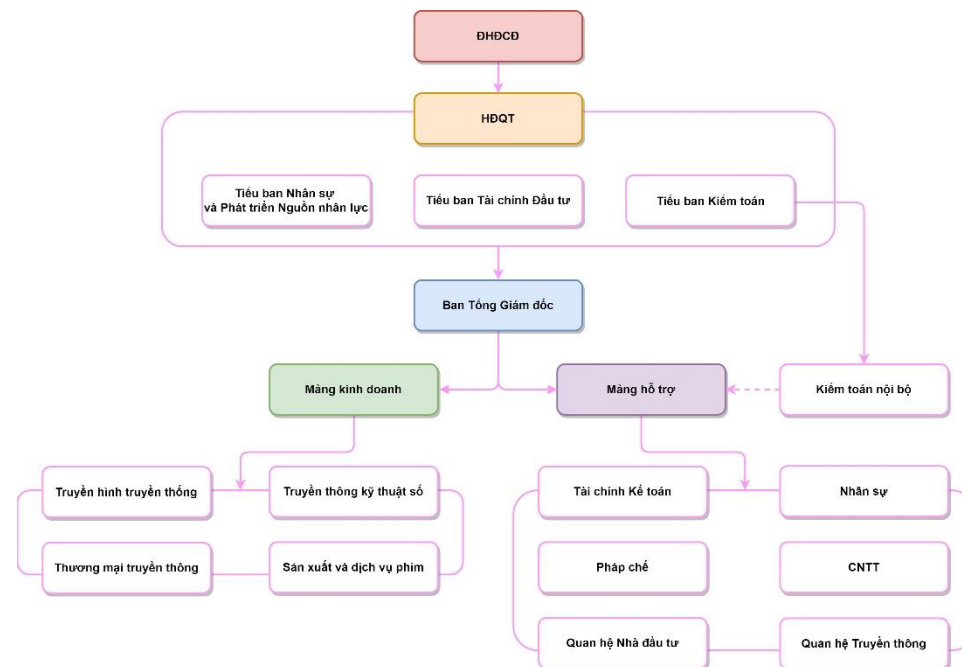 ĐHĐCĐ
HĐQT
Tiểu ban Nhân sự
và Phát triển Nguồn nhân lực
Tiểu ban Tài chính Đầu tư
Tiểu ban Kiểm toán
Ban Tổng Giám đốc
Mảng kinh doanh
Mảng hỗ trợ
Kiểm toán nội bộ
Truyền hình truyền thống
Truyền thông kỹ thuật số
Tài chính Kế toán
Nhân sự
Thương mại truyền thông
Sản xuất và dịch vụ phim
Pháp chế
CNTT
Quan hệ Nhà đầu tư
Quan hệ Truyền thông